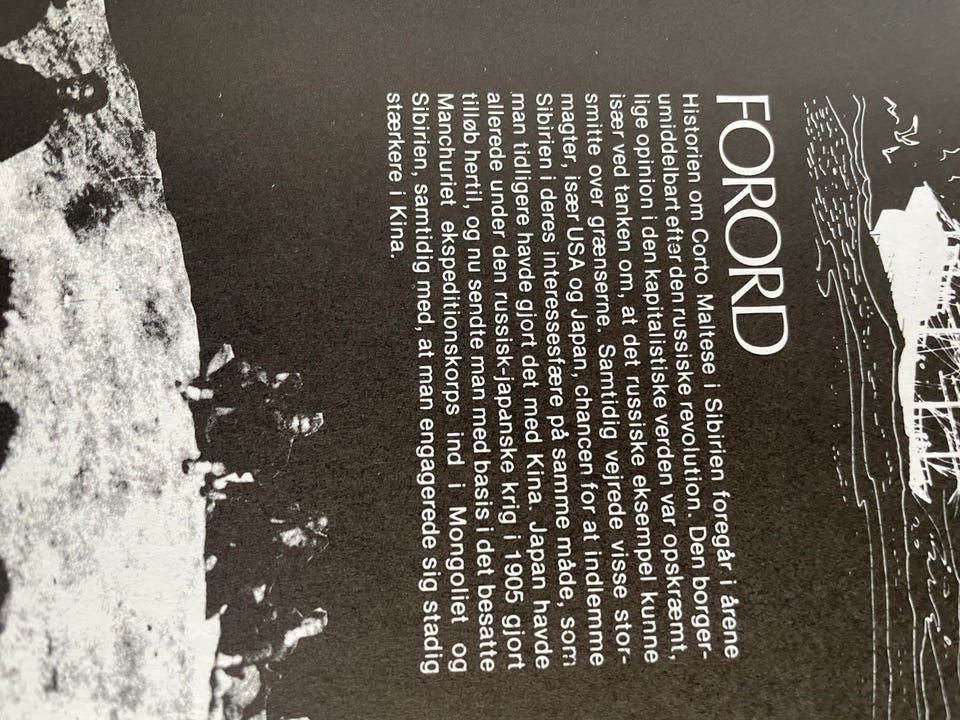 FORORD
Historien om Corto Maltese i Sibirien foregår i årene
umiddelbart efter den russiske revolution. Den borger-
lige opinion i den kapitalistiske verden var opskræmt,
især ved tanken om, at det russiske eksempel kunne
smitte over grænserne. Samtidig vejrede visse stor-
magter, især USA og Japan, chancen for at indlemme
Sibirien i deres interessesfære på samme måde, som
man tidligere havde gjort det med Kina. Japan havde
allerede under den russisk-japanske krig i 1905 gjort
tilløb hertil, og nu sendte man med basis i det besatte
Manchuriet ekspeditionskorps ind i Mongoliet og
Sibirien, samtidig med, at man engagerede sig stadig
stærkere i Kina.